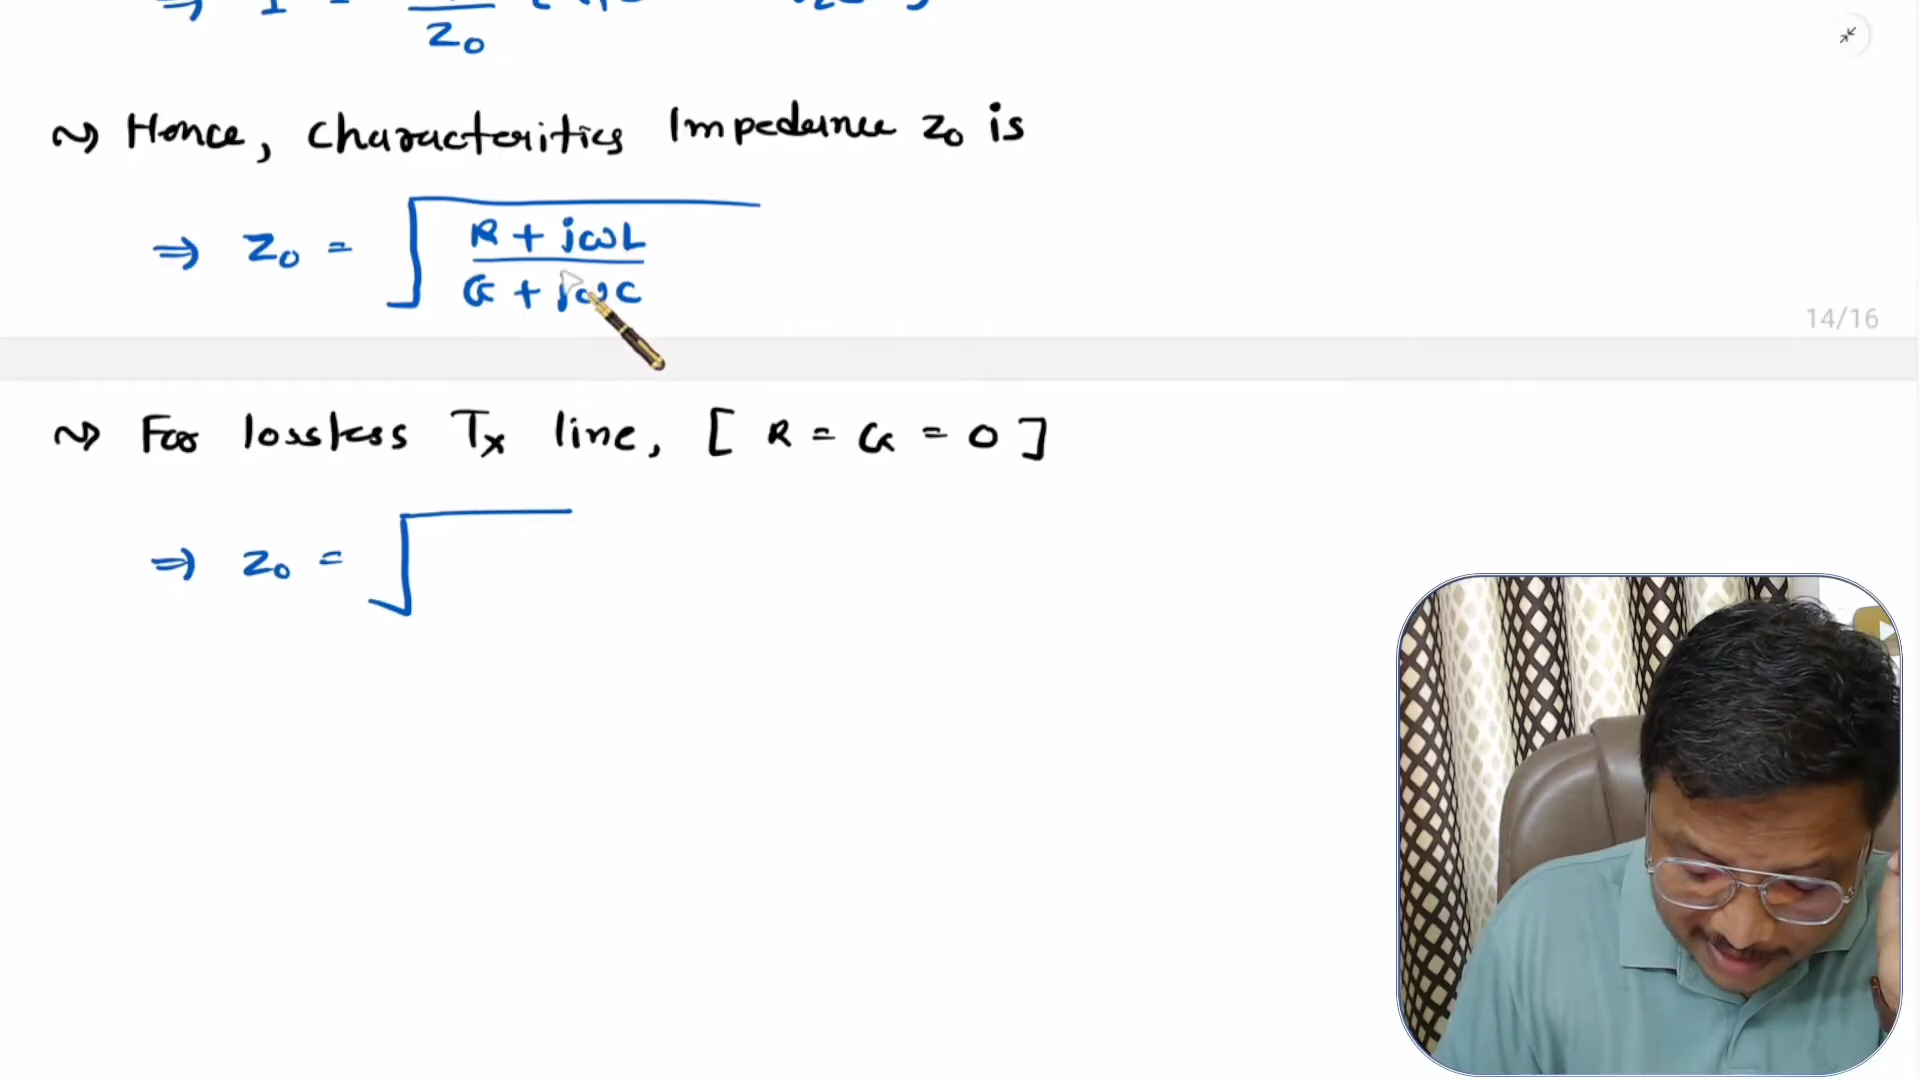 Z0
~> Hence, Characteritics Impedance Z0 is
⇒ Z0 = √((R + jωL)/(G + jωC))
14/16
~> For lossless Tx line, [ R = G = 0 ]
⇒ Z0 = √